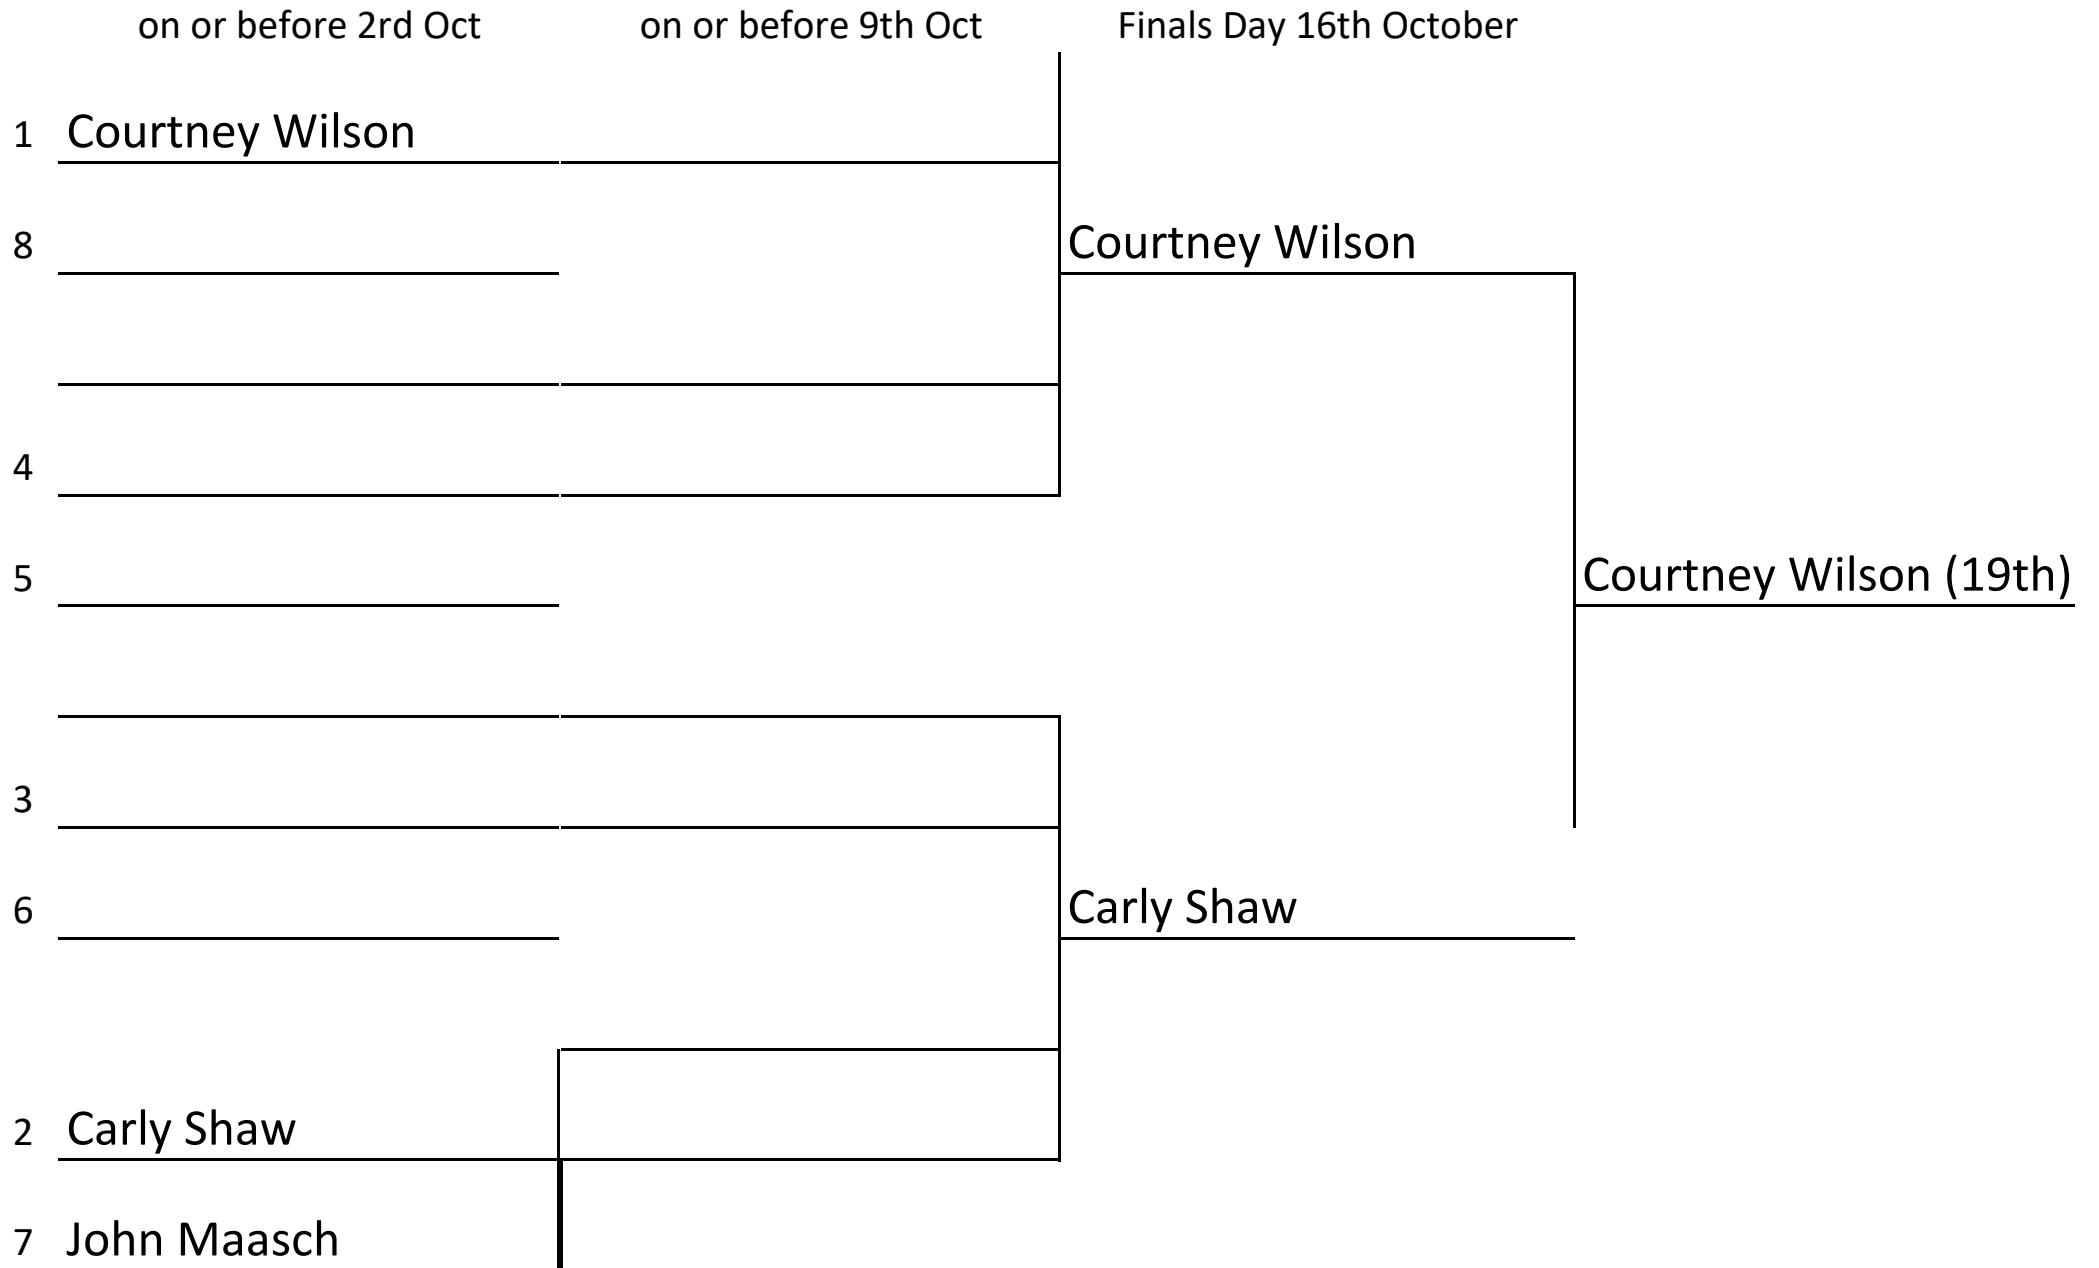 on or before 2rd Oct on or before 9th Oct Finals Day 16th October
1 Courtney Wilson
8 Courtney Wilson
4
5 Courtney Wilson (19th)
3
6 Carly Shaw
2 Carly Shaw
7 John Maasch